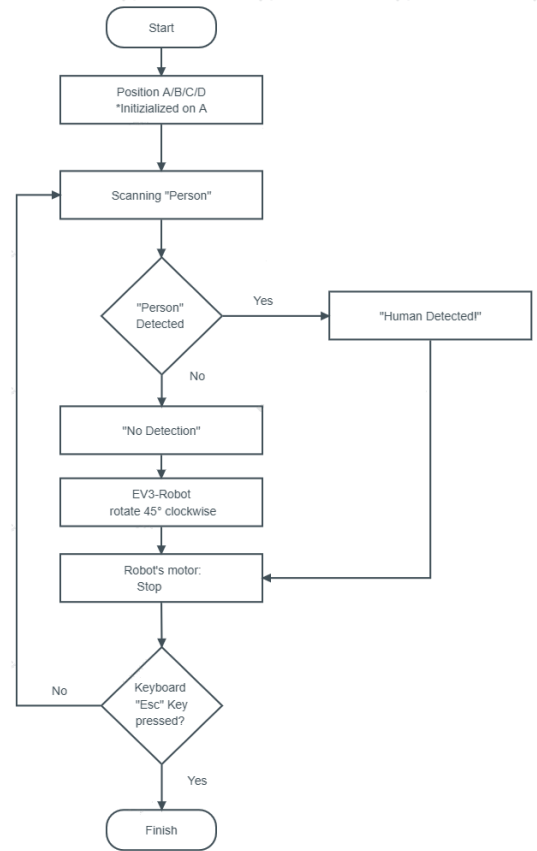 Start
Position A/B/C/D
*Initizialized on A
Scanning "Person"
"Person"
Detected
Yes
"Human Detected!"
No
"No Detection"
EV3-Robot
rotate 45° clockwise
Robot's motor:
Stop
Keyboard
"Esc" Key
pressed?
No
Yes
Finish